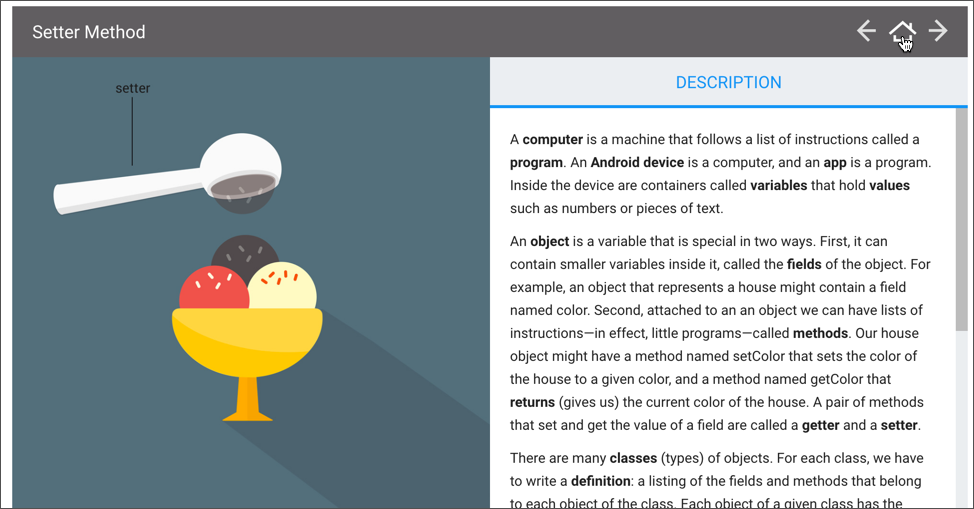 Setter Method
setter
DESCRIPTION
A computer is a machine that follows a list of instructions called a
program. An Android device is a computer, and an app is a program.
Inside the device are containers called variables that hold values
such as numbers or pieces of text.
An object is a variable that is special in two ways. First, it can
contain smaller variables inside it, called the fields of the object. For
example, an object that represents a house might contain a field
named color. Second, attached to an an object we can have lists of
instructions—in effect, little programs—called methods. Our house
object might have a method named setColor that sets the color of
the house to a given color, and a method named getColor that
returns (gives us) the current color of the house. A pair of methods
that set and get the value of a field are called a getter and a setter.
There are many classes (types) of objects. For each class, we have
to write a definition: a listing of the fields and methods that belong
to each object of the class. Each object of a given class has the